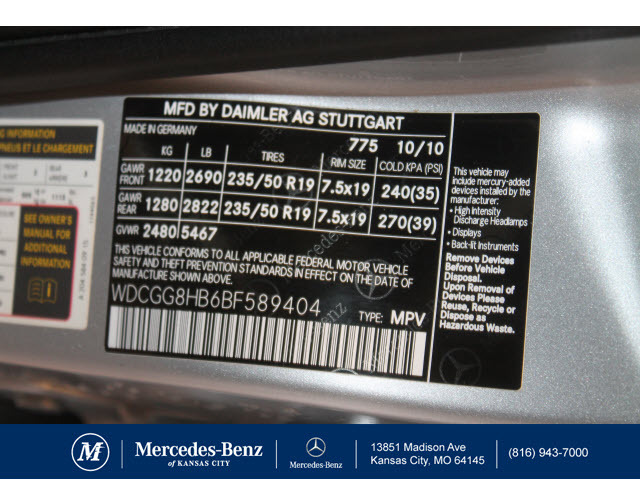 MFD BY DAIMLER AG STUTTGART
MADE IN GERMANY
775 10/10
KG LB TIRES RIM SIZE COLD KPA (PSI)
GAWR FRONT 1220 2690 235/50 R19 7.5x19 240(35)
GAWR REAR 1280 2822 235/50 R19 7.5x19 270(39)
GVWR 2480 5467
THIS VEHICLE CONFORMS TO ALL APPLICABLE FEDERAL MOTOR VEHICLE
SAFETY AND THEFT PREVENTION STANDARDS IN EFFECT ON THE DATE OF
MANUFACTURE SHOWN ABOVE.
WDCGG8HB6BF589404
TYPE: MPV
This vehicle may
include mercury-added
devices installed by the
manufacturer:
• High Intensity
Discharge Headlamps
• Displays
• Back-lit Instruments
Remove Devices
Before Vehicle
Disposal.
Upon Removal of
Devices Please
Reuse, Recycle or
Dispose as
Hazardous Waste.
INFORMATION
PNEUS ET LE CHARGEMENT
SEE OWNER'S
MANUAL FOR
ADDITIONAL
INFORMATION
M
Mercedes-Benz
of KANSAS CITY
Mercedes-Benz
13851 Madison Ave
Kansas City, MO 64145
(816) 943-7000